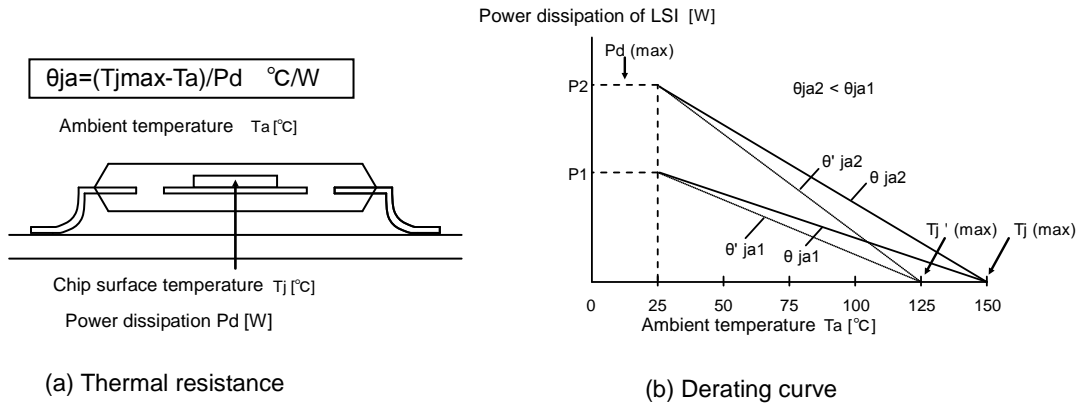 θja=(Tjmax-Ta)/Pd ℃/W
Ambient temperature Ta [℃]
Chip surface temperature Tj [℃]
Power dissipation Pd [W]
(a) Thermal resistance
Power dissipation of LSI [W]
Pd (max)
P2
θja2 < θja1
θ' ja2
θ ja2
P1
Tj ' (max)
Tj (max)
θ' ja1
θ ja1
0 25 50 75 100 125 150
Ambient temperature Ta [℃]
(b) Derating curve